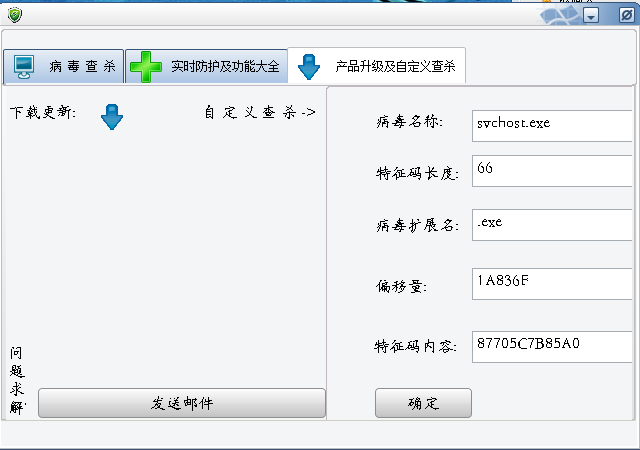 病 毒 查 杀
实时防护及功能大全
产品升级及自定义查杀
下载更新:
自 定 义 查 杀 ->
问
题
求
解:
发送邮件
病毒名称:
svchost.exe
特征码长度:
66
病毒扩展名:
.exe
偏移量:
1A836F
特征码内容:
87705C7B85A0
确定